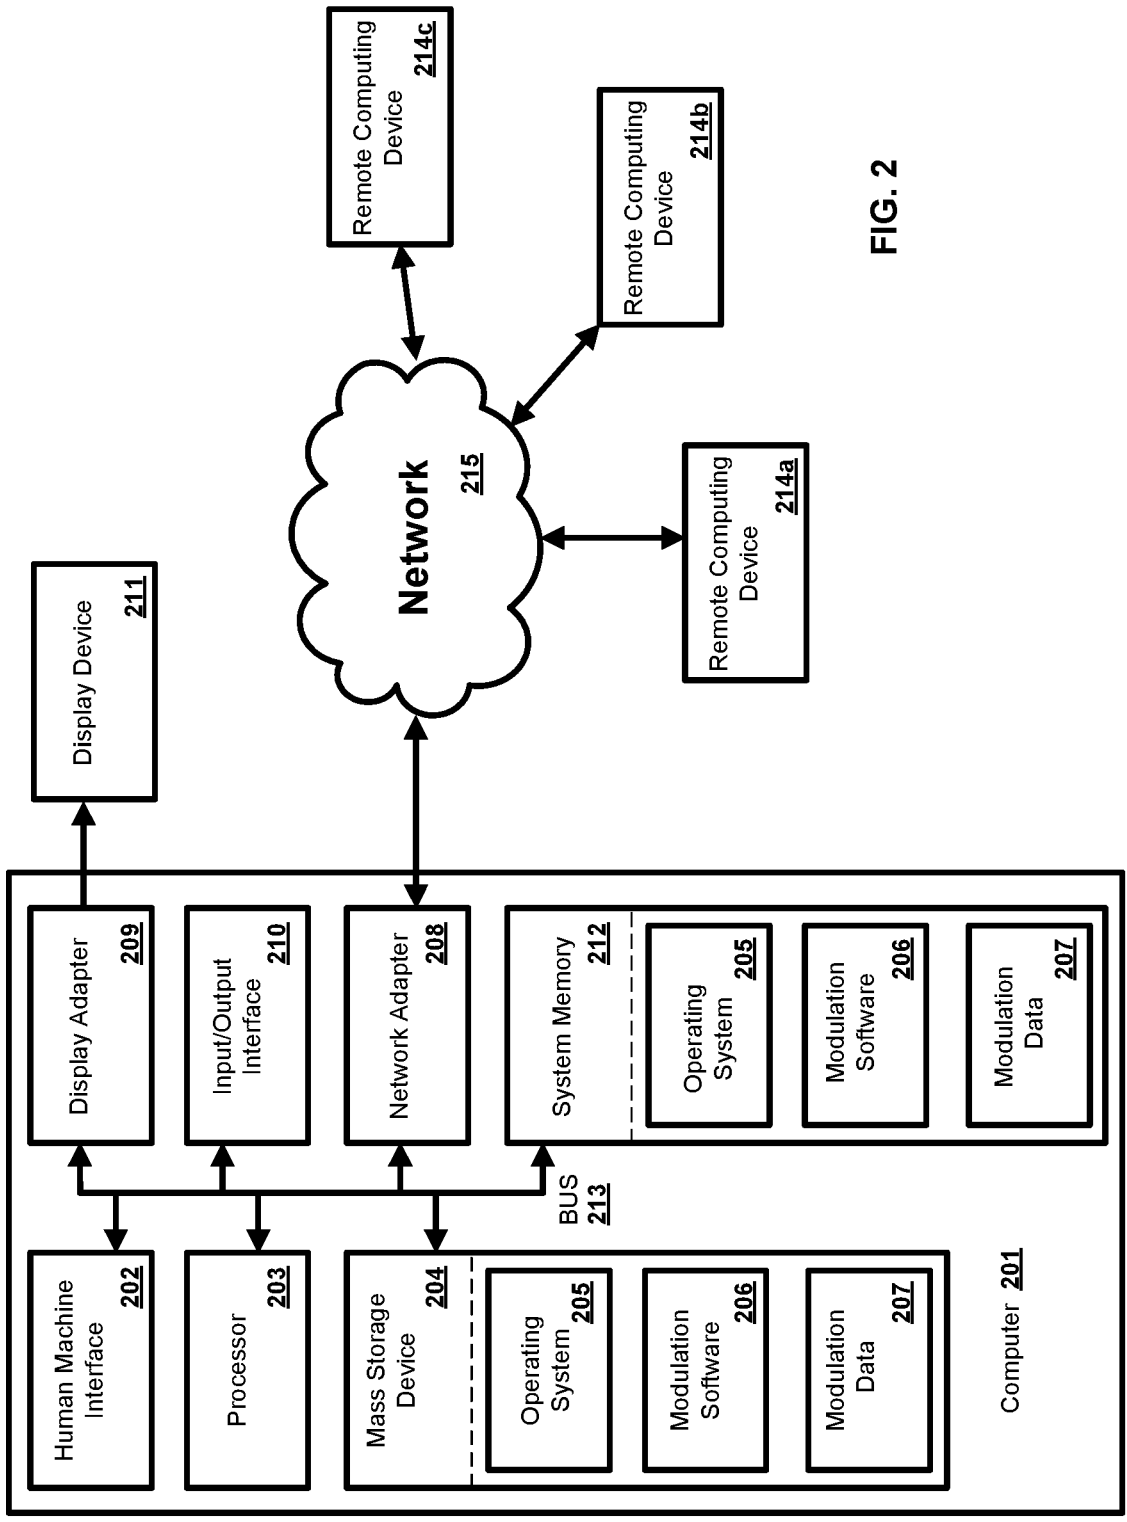 Human Machine
Interface
202
Processor
203
Mass Storage
Device
204
Operating
System
205
Modulation
Software
206
Modulation
Data
207
Computer 201
BUS
213
Display Adapter
209
Input/Output
Interface
210
Network Adapter
208
System Memory
212
Operating
System
205
Modulation
Software
206
Modulation
Data
207
Display Device
211
Network
215
Remote Computing
Device
214a
Remote Computing
Device
214b
Remote Computing
Device
214c
FIG. 2